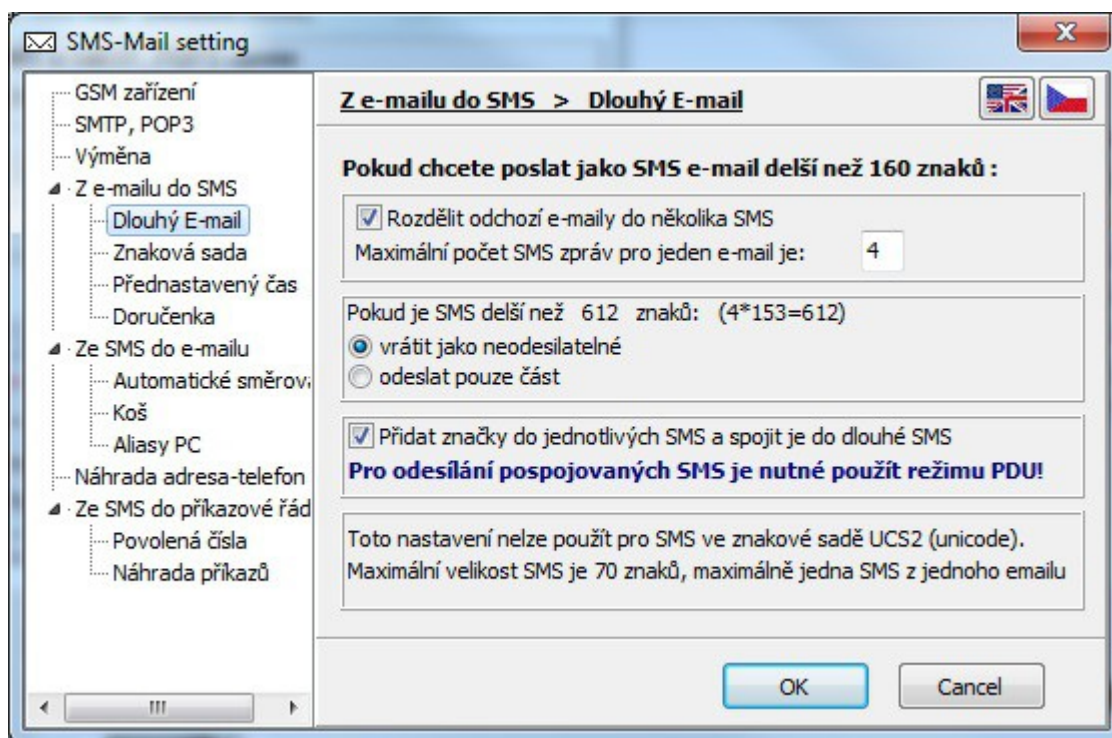 SMS-Mail setting
GSM zařízení
SMTP, POP3
Výměna
Z e-mailu do SMS
Dlouhý E-mail
Znaková sada
Přednastavený čas
Doručenka
Ze SMS do e-mailu
Automatické směrov
Koš
Aliasy PC
Náhrada adresa-telefon
Ze SMS do příkazové řád
Povolená čísla
Náhrada příkazů
Z e-mailu do SMS > Dlouhý E-mail
Pokud chcete poslat jako SMS e-mail delší než 160 znaků :
Rozdělit odchozí e-maily do několika SMS
Maximální počet SMS zpráv pro jeden e-mail je: 4
Pokud je SMS delší než 612 znaků: (4*153=612)
vrátit jako neodesilatelné
odeslat pouze část
Přidat značky do jednotlivých SMS a spojit je do dlouhé SMS
Pro odesílání pospojovaných SMS je nutné použít režimu PDU!
Toto nastavení nelze použít pro SMS ve znakové sadě UCS2 (unicode).
Maximální velikost SMS je 70 znaků, maximálně jedna SMS z jednoho emailu
OK
Cancel